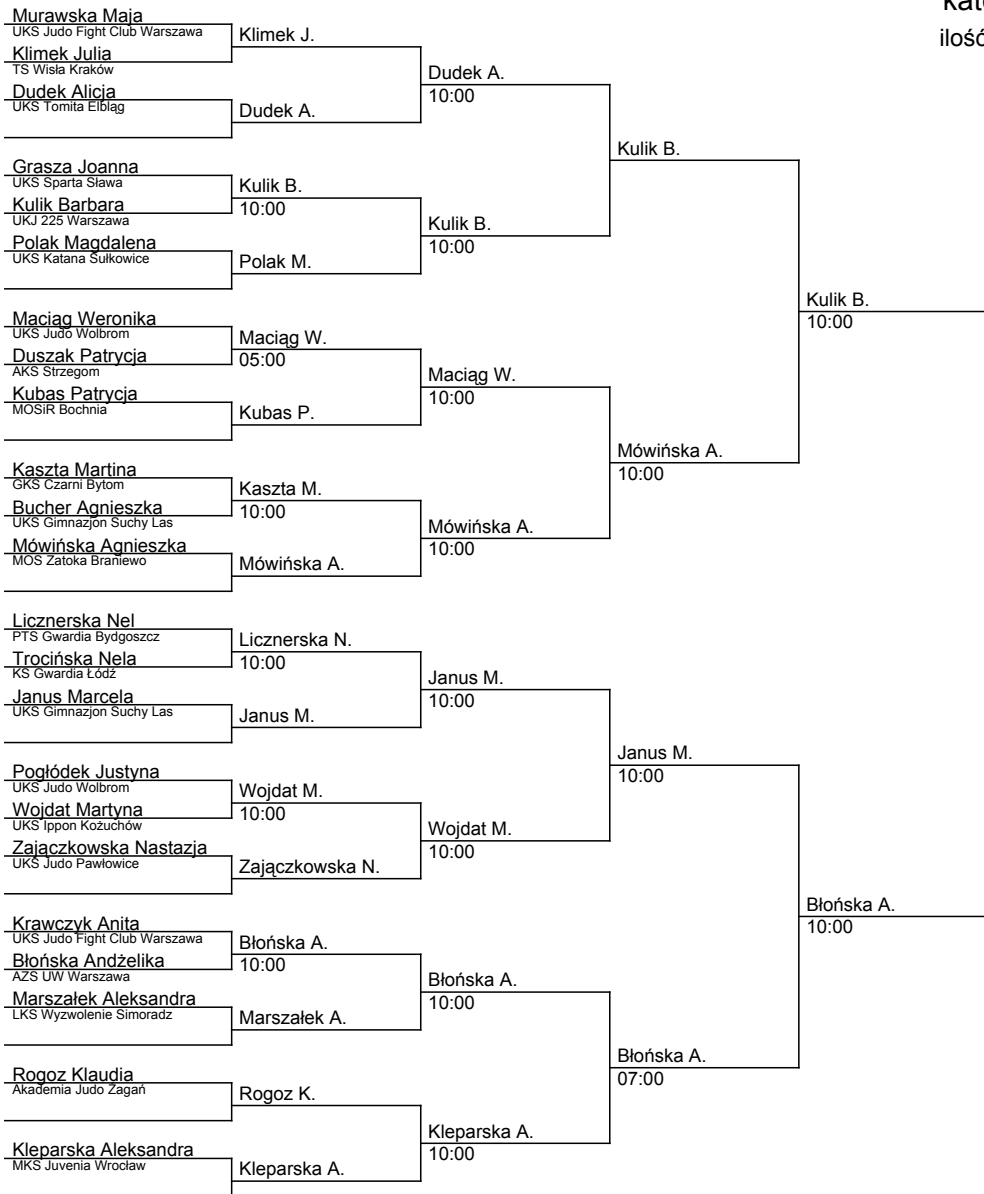 Murawska Maja
UKS Judo Fight Club Warszawa
Klimek Julia
TS Wisła Kraków
Dudek Alicja
UKS Tomita Elbląg
Grasza Joanna
UKS Sparta Sława
Kulik Barbara
UKJ 225 Warszawa
Polak Magdalena
UKS Katana Sułkowice
Maciąg Weronika
UKS Judo Wolbrom
Duszak Patrycja
AKS Strzegom
Kubas Patrycja
MOSiR Bochnia
Kaszta Martina
GKS Czarni Bytom
Bucher Agnieszka
UKS Gimnazjon Suchy Las
Mówińska Agnieszka
MOS Zatoka Braniewo
Licznerska Nel
PTS Gwardia Bydgoszcz
Trocińska Nela
KS Gwardia Łódź
Janus Marcela
UKS Gimnazjon Suchy Las
Pogłódek Justyna
UKS Judo Wolbrom
Wojdat Martyna
UKS Ippon Kożuchów
Zajączkowska Nastazja
UKS Judo Pawłowice
Krawczyk Anita
UKS Judo Fight Club Warszawa
Błońska Andżelika
AZS UW Warszawa
Marszałek Aleksandra
LKS Wyzwolenie Simoradz
Rogoz Klaudia
Akademia Judo Żagań
Kleparska Aleksandra
MKS Juvenia Wrocław
Klimek J.
Dudek A.
Kulik B.
10:00
Polak M.
Maciąg W.
05:00
Kubas P.
Kaszta M.
10:00
Mówińska A.
Licznerska N.
10:00
Janus M.
Wojdat M.
10:00
Zajączkowska N.
Błońska A.
10:00
Marszałek A.
Rogoz K.
Kleparska A.
Dudek A.
10:00
Kulik B.
10:00
Maciąg W.
10:00
Mówińska A.
10:00
Janus M.
10:00
Wojdat M.
10:00
Błońska A.
10:00
Kleparska A.
10:00
Kulik B.
Mówińska A.
10:00
Janus M.
10:00
Błońska A.
07:00
Kulik B.
10:00
Błońska A.
10:00